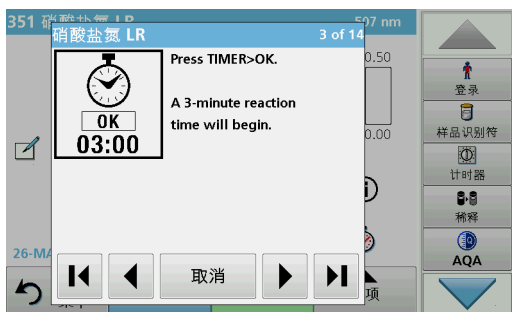 351 硝酸盐氮 LR
507 nm
硝酸盐氮 LR
3 of 14
Press TIMER>OK.
A 3-minute reaction
time will begin.
OK
03:00
0.50
0.00
26-MA
取消
项
登录
样品识别符
计时器
稀释
AQA